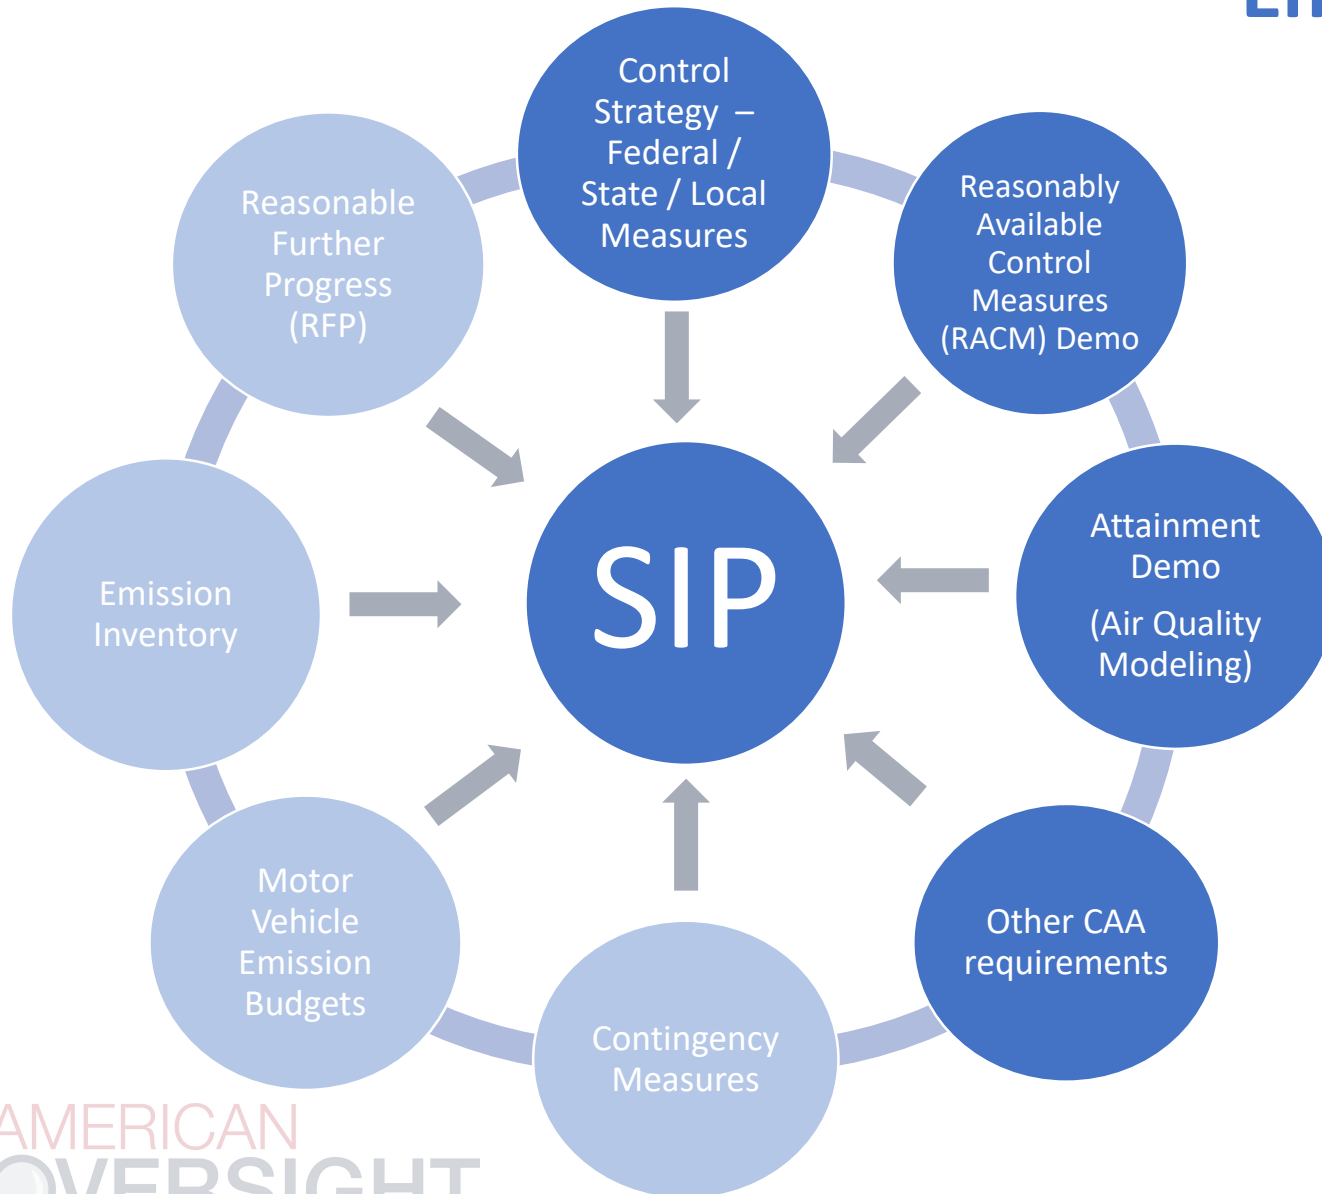 Control
Strategy –
Federal /
State / Local
Measures
Reasonably
Available
Control
Measures
(RACM) Demo
Attainment
Demo
(Air Quality
Modeling)
Other CAA
requirements
Contingency
Measures
Motor
Vehicle
Emission
Budgets
Emission
Inventory
Reasonable
Further
Progress
(RFP)
SIP
AMERICAN
OVERSIGHT